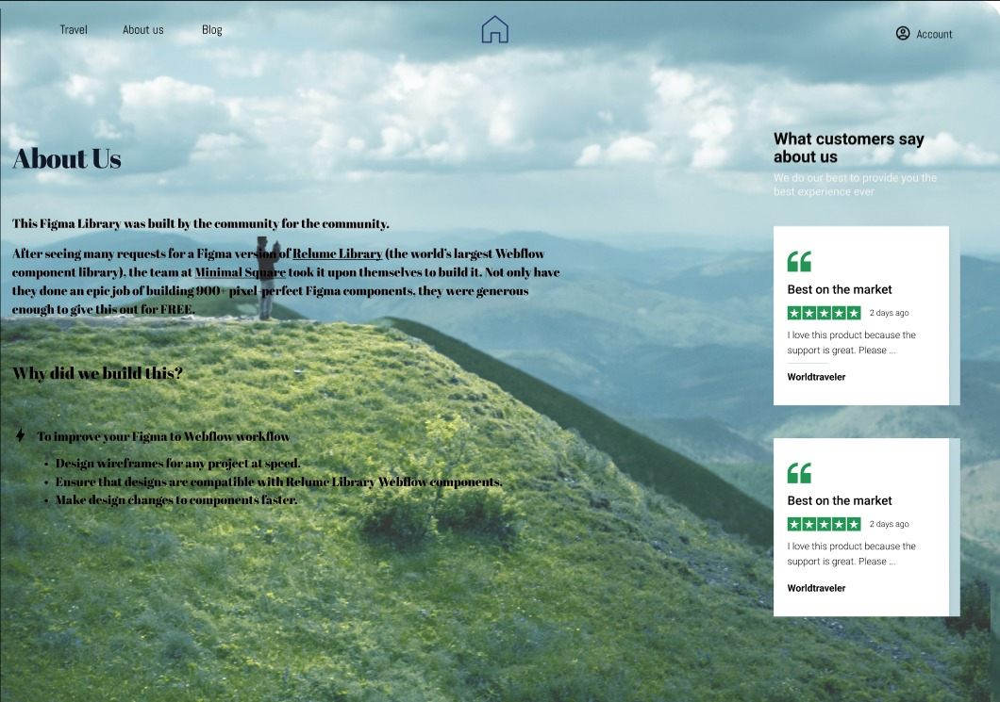 Travel
About us
Blog
Account
About Us
This Figma Library was built by the community for the community.
After seeing many requests for a Figma version of Relume Library (the world's largest Webflow
component library), the team at Minimal Square took it upon themselves to build it. Not only have
they done an epic job of building 900+ pixel-perfect Figma components, they were generous
enough to give this out for FREE.
Why did we build this?
To improve your Figma to Webflow workflow
• Design wireframes for any project at speed.
• Ensure that designs are compatible with Relume Library Webflow components.
• Make design changes to components faster.
What customers say
about us
We do our best to provide you the
best experience ever
Best on the market
2 days ago
I love this product because the
support is great. Please ...
Worldtraveler
Best on the market
2 days ago
I love this product because the
support is great. Please ...
Worldtraveler